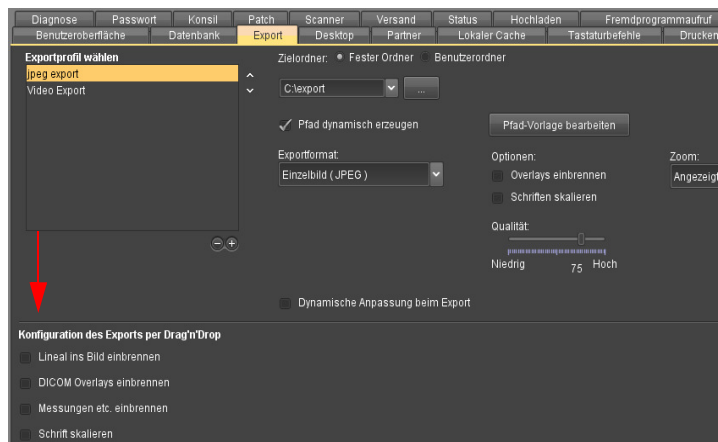 Diagnose Passwort Konsil Patch Scanner Versand Status Hochladen Fremdprogrammaufruf
Benutzeroberfläche Datenbank Export Desktop Partner Lokaler Cache Tastaturbefehle Drucken
Exportprofil wählen
jpeg export
Video Export
Zielordner: Fester Ordner Benutzerordner
C:\export ...
Pfad dynamisch erzeugen Pfad-Vorlage bearbeiten
Exportformat: Optionen: Zoom:
Einzelbild ( JPEG ) Overlays einbrennen Angezeigt
Schriften skalieren
Qualität:
Niedrig 75 Hoch
Dynamische Anpassung beim Export
Konfiguration des Exports per Drag'n'Drop
Lineal ins Bild einbrennen
DICOM Overlays einbrennen
Messungen etc. einbrennen
Schrift skalieren